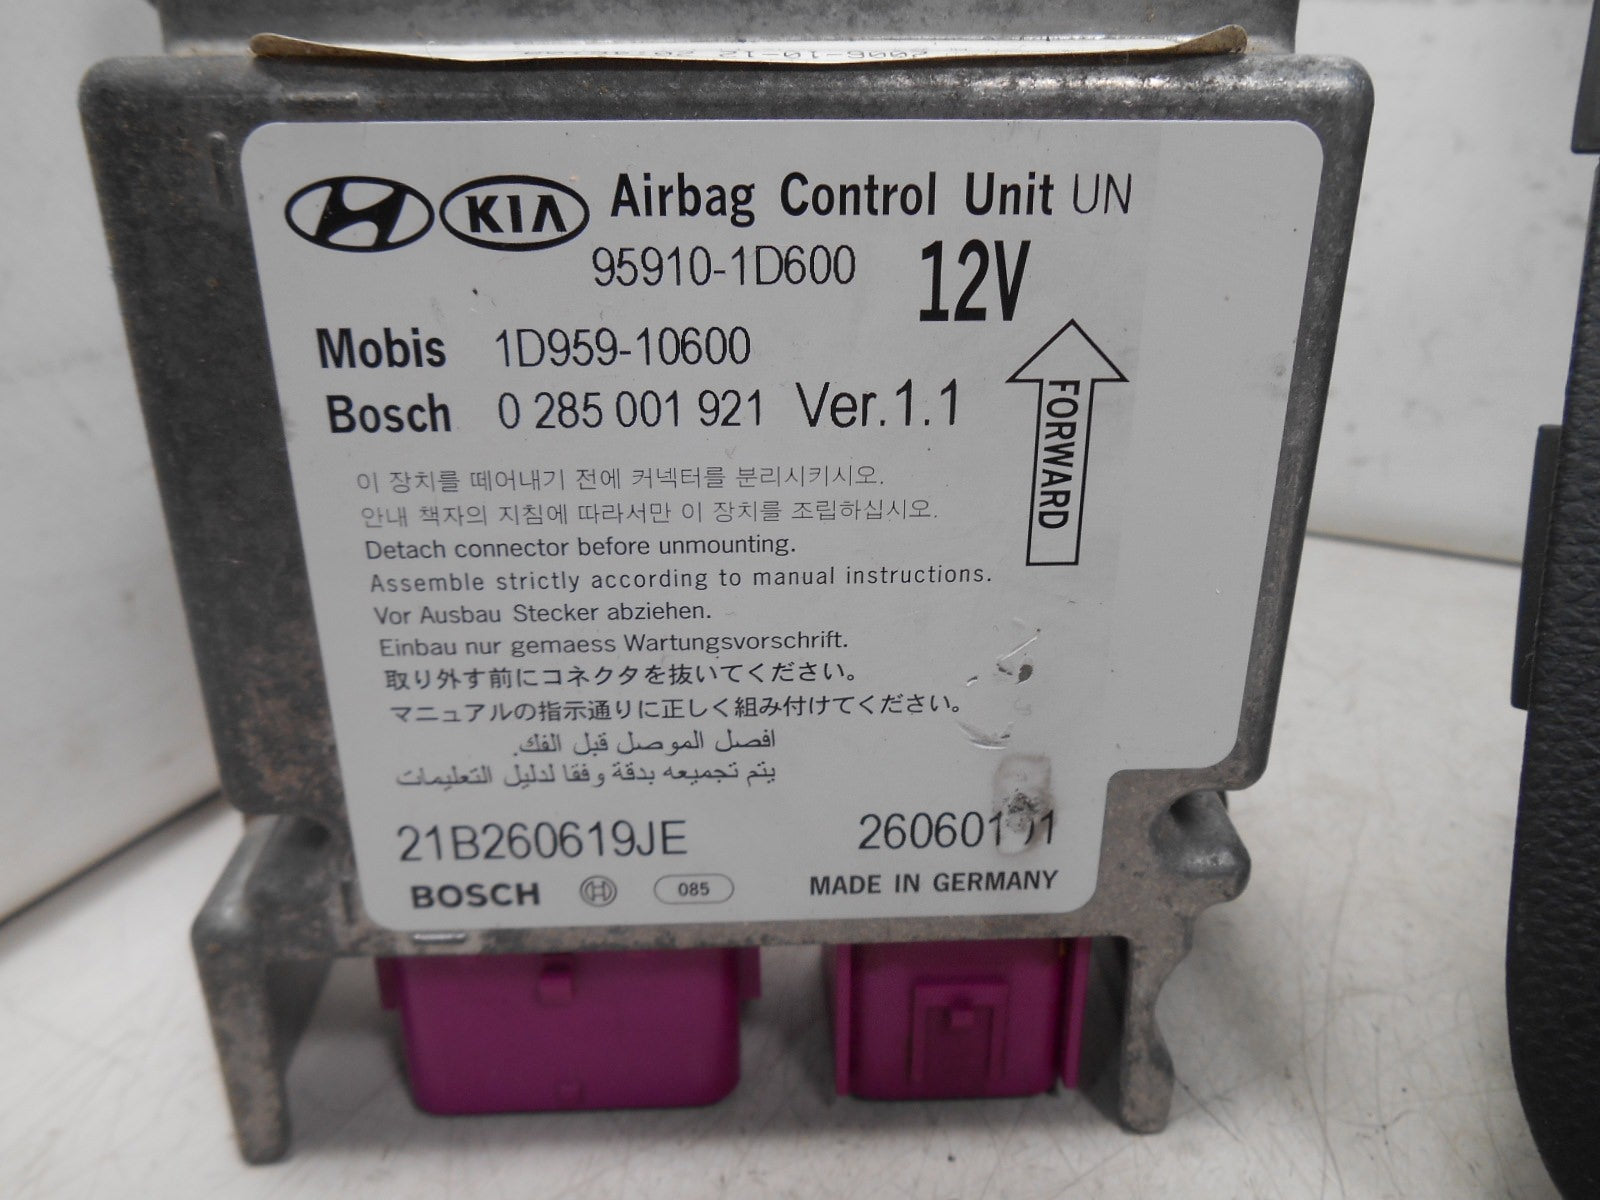 2006-10-12
KIA Airbag Control Unit UN
95910-1D600 12V
Mobis 1D959-10600
Bosch 0 285 001 921 Ver.1.1
FORWARD
이 장치를 떼어내기 전에 커넥터를 분리시키시오.
안내 책자의 지침에 따라서만 이 장치를 조립하십시오.
Detach connector before unmounting.
Assemble strictly according to manual instructions.
Vor Ausbau Stecker abziehen.
Einbau nur gemaess Wartungsvorschrift.
取り外す前にコネクタを抜いてください。
マニュアルの指示通りに正しく組み付けてください。
افصل الموصل قبل الفك.
يتم تجميعه بدقة وفقا لدليل التعليمات
21B260619JE
BOSCH 085 MADE IN GERMANY